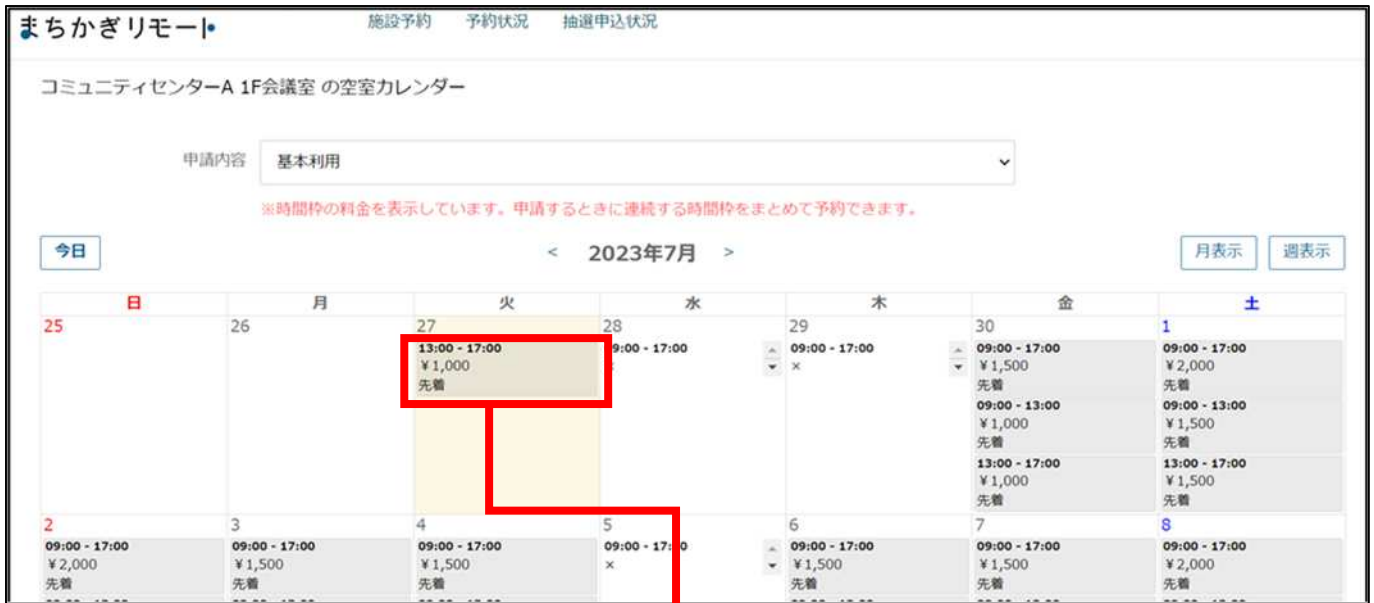 まちかぎリモート
施設予約 予約状況 抽選申込状況
コミュニティセンターA 1F会議室 の空室カレンダー
申請内容 基本利用
※時間枠の料金を表示しています。申請するときに連続する時間枠をまとめて予約できます。
今日 < 2023年7月 > 月表示 週表示
日 月 火 水 木 金 土
25 26 27 28 29 30 1
13:00 - 17:00 09:00 - 17:00 09:00 - 17:00 09:00 - 17:00
¥1,000 × ¥1,500 ¥2,000
先着 先着 先着
09:00 - 13:00 09:00 - 13:00
¥1,000 ¥1,500
先着 先着
13:00 - 17:00 13:00 - 17:00
¥1,000 ¥1,500
先着 先着
2 3 4 5 6 7 8
09:00 - 17:00 09:00 - 17:00 09:00 - 17:00 09:00 - 17:00 09:00 - 17:00 09:00 - 17:00
¥2,000 ¥1,500 ¥1,500 × ¥1,500 ¥1,500 ¥2,000
先着 先着 先着 先着 先着 先着